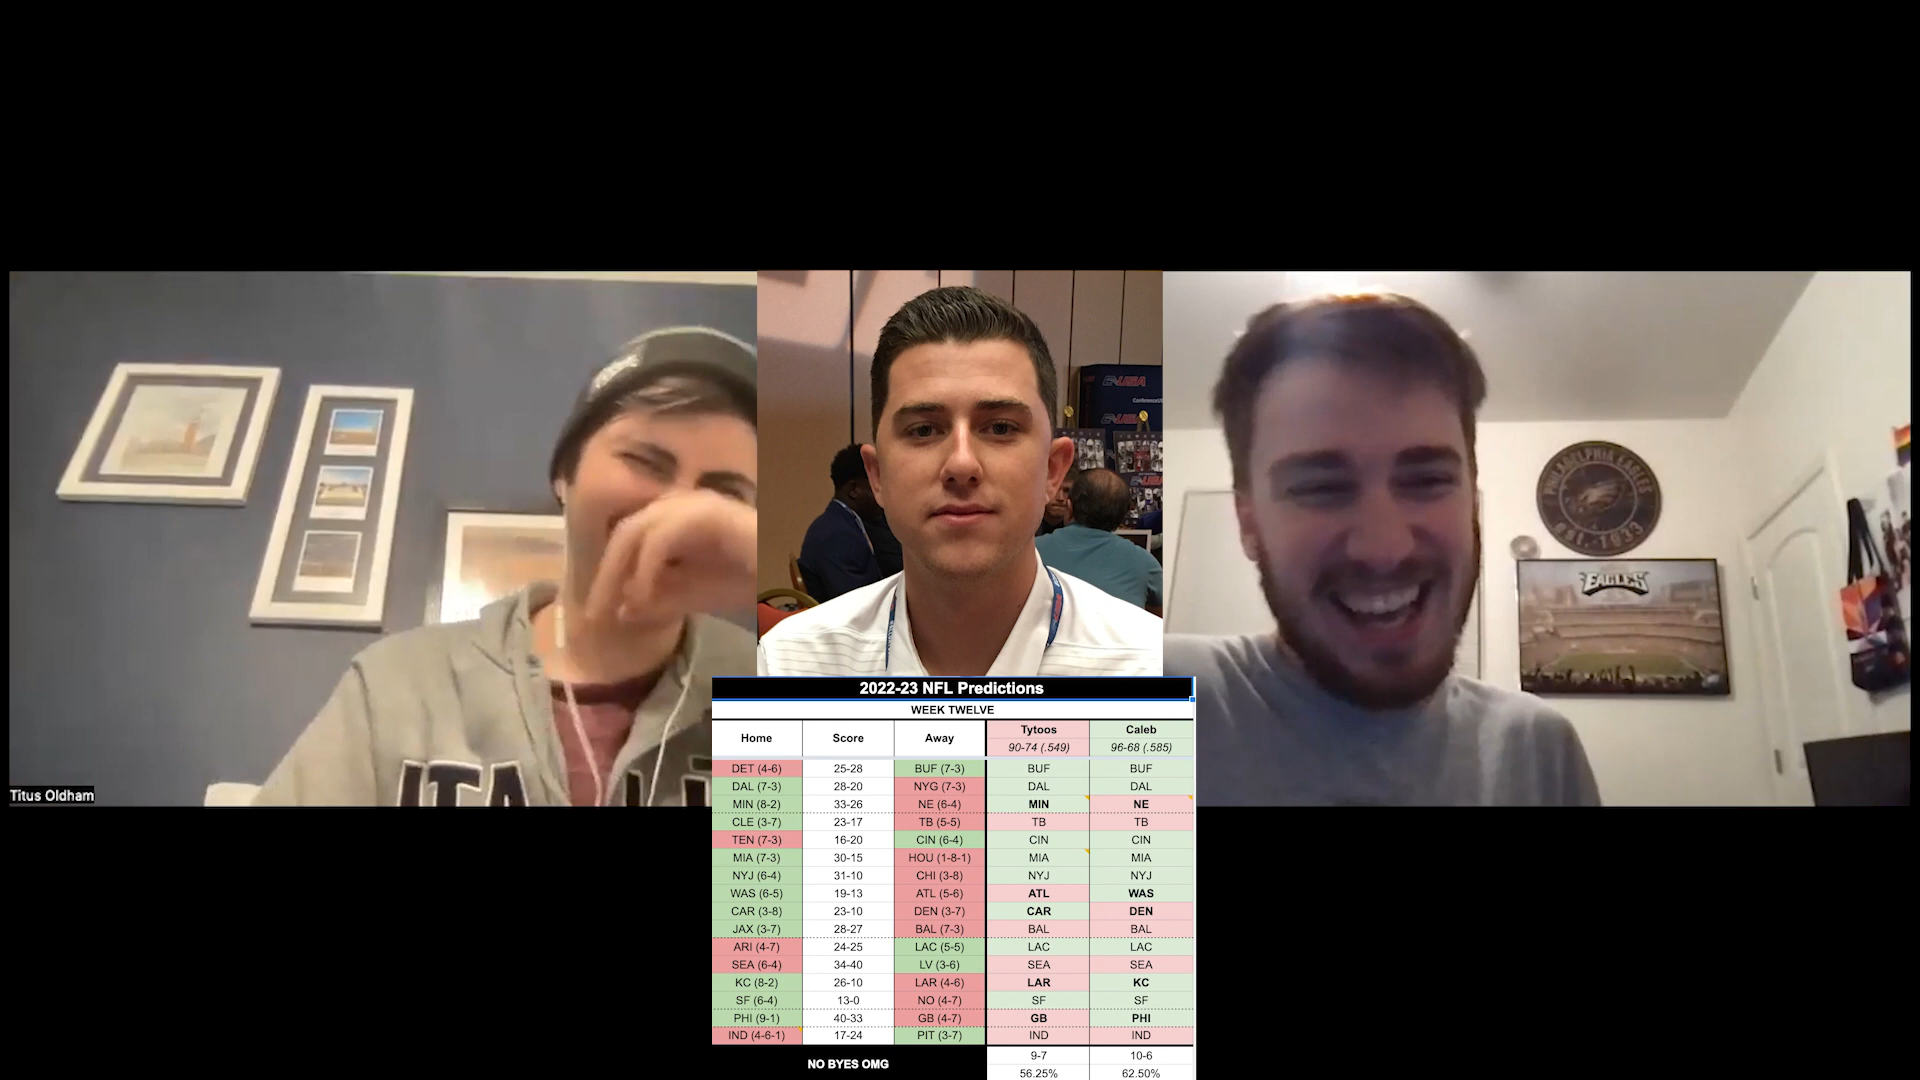 C-USA
ConferenceU
C-USA
PHILADELPHIA EAGLES
EST. 1933
EAGLES
ITA
Titus Oldham
2022-23 NFL Predictions
WEEK TWELVE
Home Score Away Tytoos Caleb
90-74 (.549) 96-68 (.585)
DET (4-6) 25-28 BUF (7-3) BUF BUF
DAL (7-3) 28-20 NYG (7-3) DAL DAL
MIN (8-2) 33-26 NE (6-4) MIN NE
CLE (3-7) 23-17 TB (5-5) TB TB
TEN (7-3) 16-20 CIN (6-4) CIN CIN
MIA (7-3) 30-15 HOU (1-8-1) MIA MIA
NYJ (6-4) 31-10 CHI (3-8) NYJ NYJ
WAS (6-5) 19-13 ATL (5-6) ATL WAS
CAR (3-8) 23-10 DEN (3-7) CAR DEN
JAX (3-7) 28-27 BAL (7-3) BAL BAL
ARI (4-7) 24-25 LAC (5-5) LAC LAC
SEA (6-4) 34-40 LV (3-6) SEA SEA
KC (8-2) 26-10 LAR (4-6) LAR KC
SF (6-4) 13-0 NO (4-7) SF SF
PHI (9-1) 40-33 GB (4-7) GB PHI
IND (4-6-1) 17-24 PIT (3-7) IND IND
NO BYES OMG
9-7 10-6
56.25% 62.50%